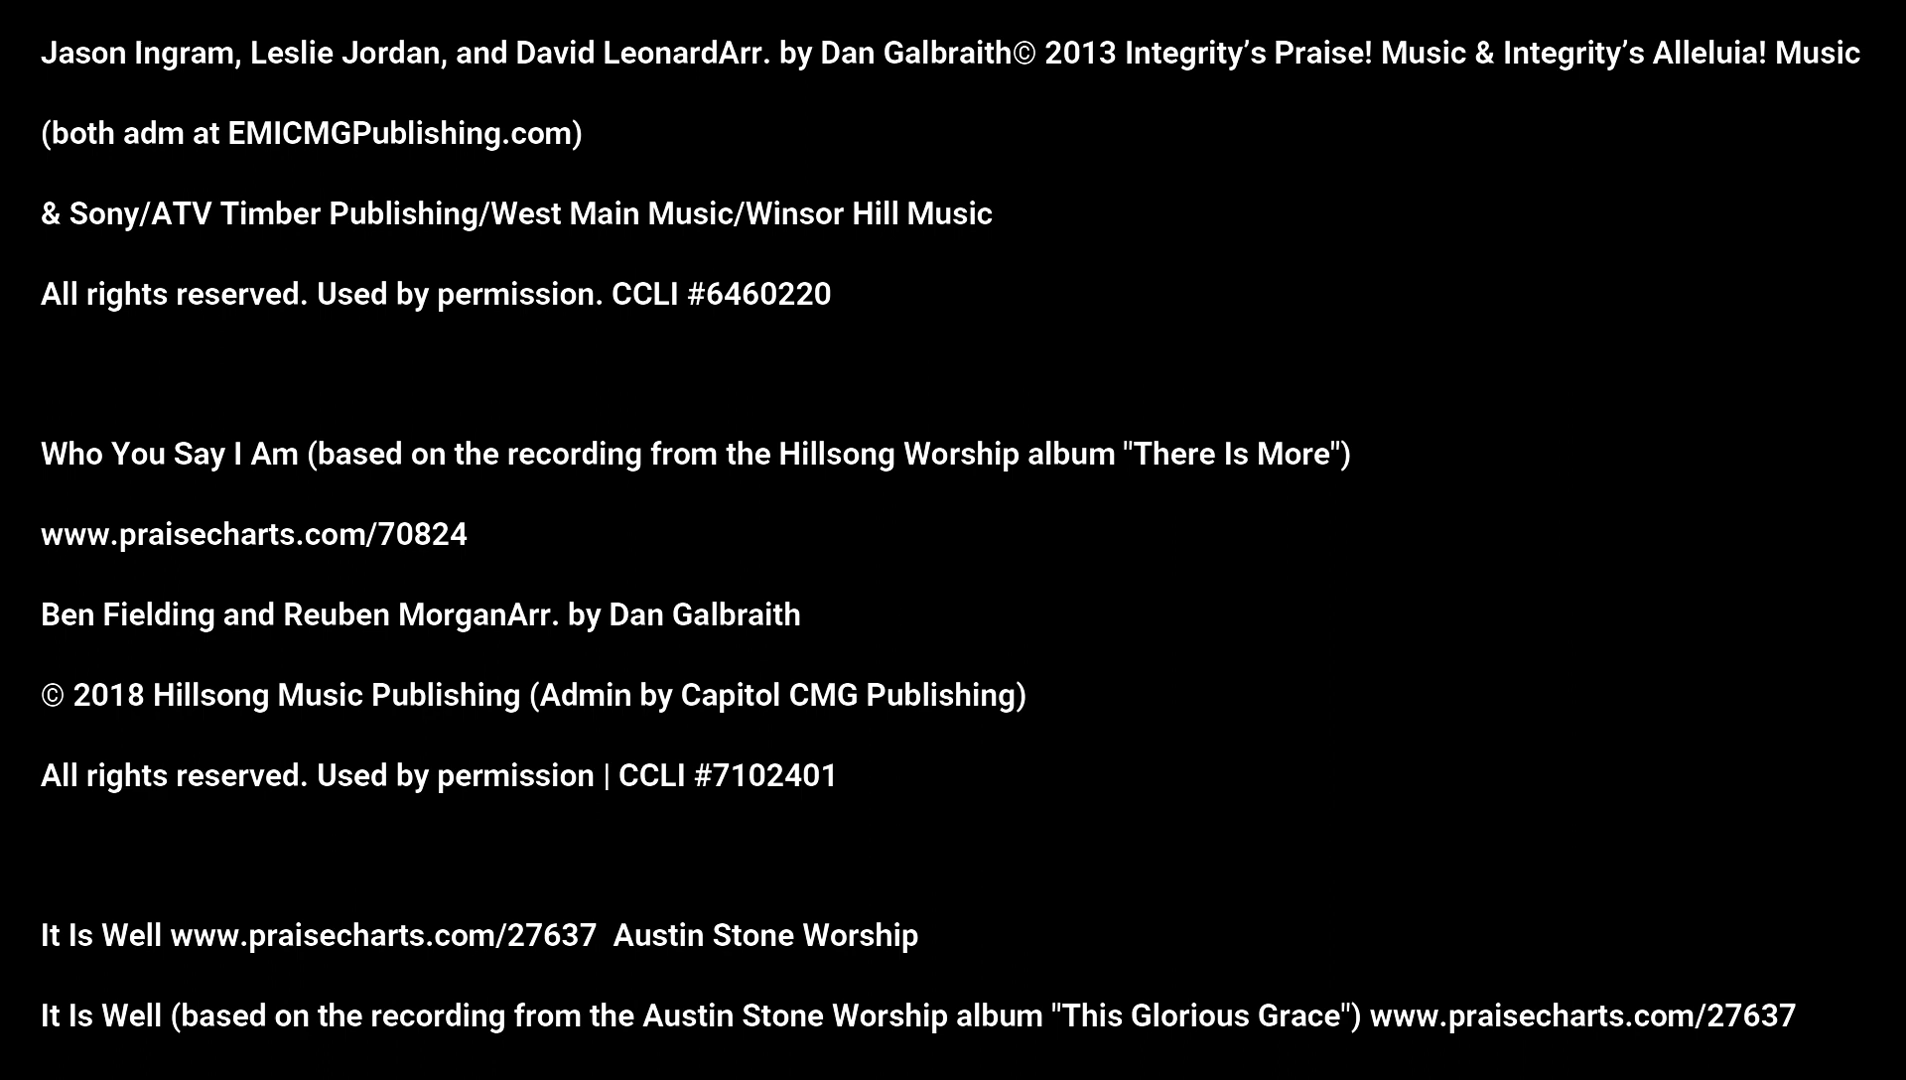 Jason Ingram, Leslie Jordan, and David LeonardArr. by Dan Galbraith© 2013 Integrity’s Praise! Music & Integrity’s Alleluia! Music
(both adm at EMICMGPublishing.com)
& Sony/ATV Timber Publishing/West Main Music/Winsor Hill Music
All rights reserved. Used by permission. CCLI #6460220
Who You Say I Am (based on the recording from the Hillsong Worship album "There Is More")
www.praisecharts.com/70824
Ben Fielding and Reuben MorganArr. by Dan Galbraith
© 2018 Hillsong Music Publishing (Admin by Capitol CMG Publishing)
All rights reserved. Used by permission | CCLI #7102401
It Is Well www.praisecharts.com/27637  Austin Stone Worship
It Is Well (based on the recording from the Austin Stone Worship album "This Glorious Grace") www.praisecharts.com/27637